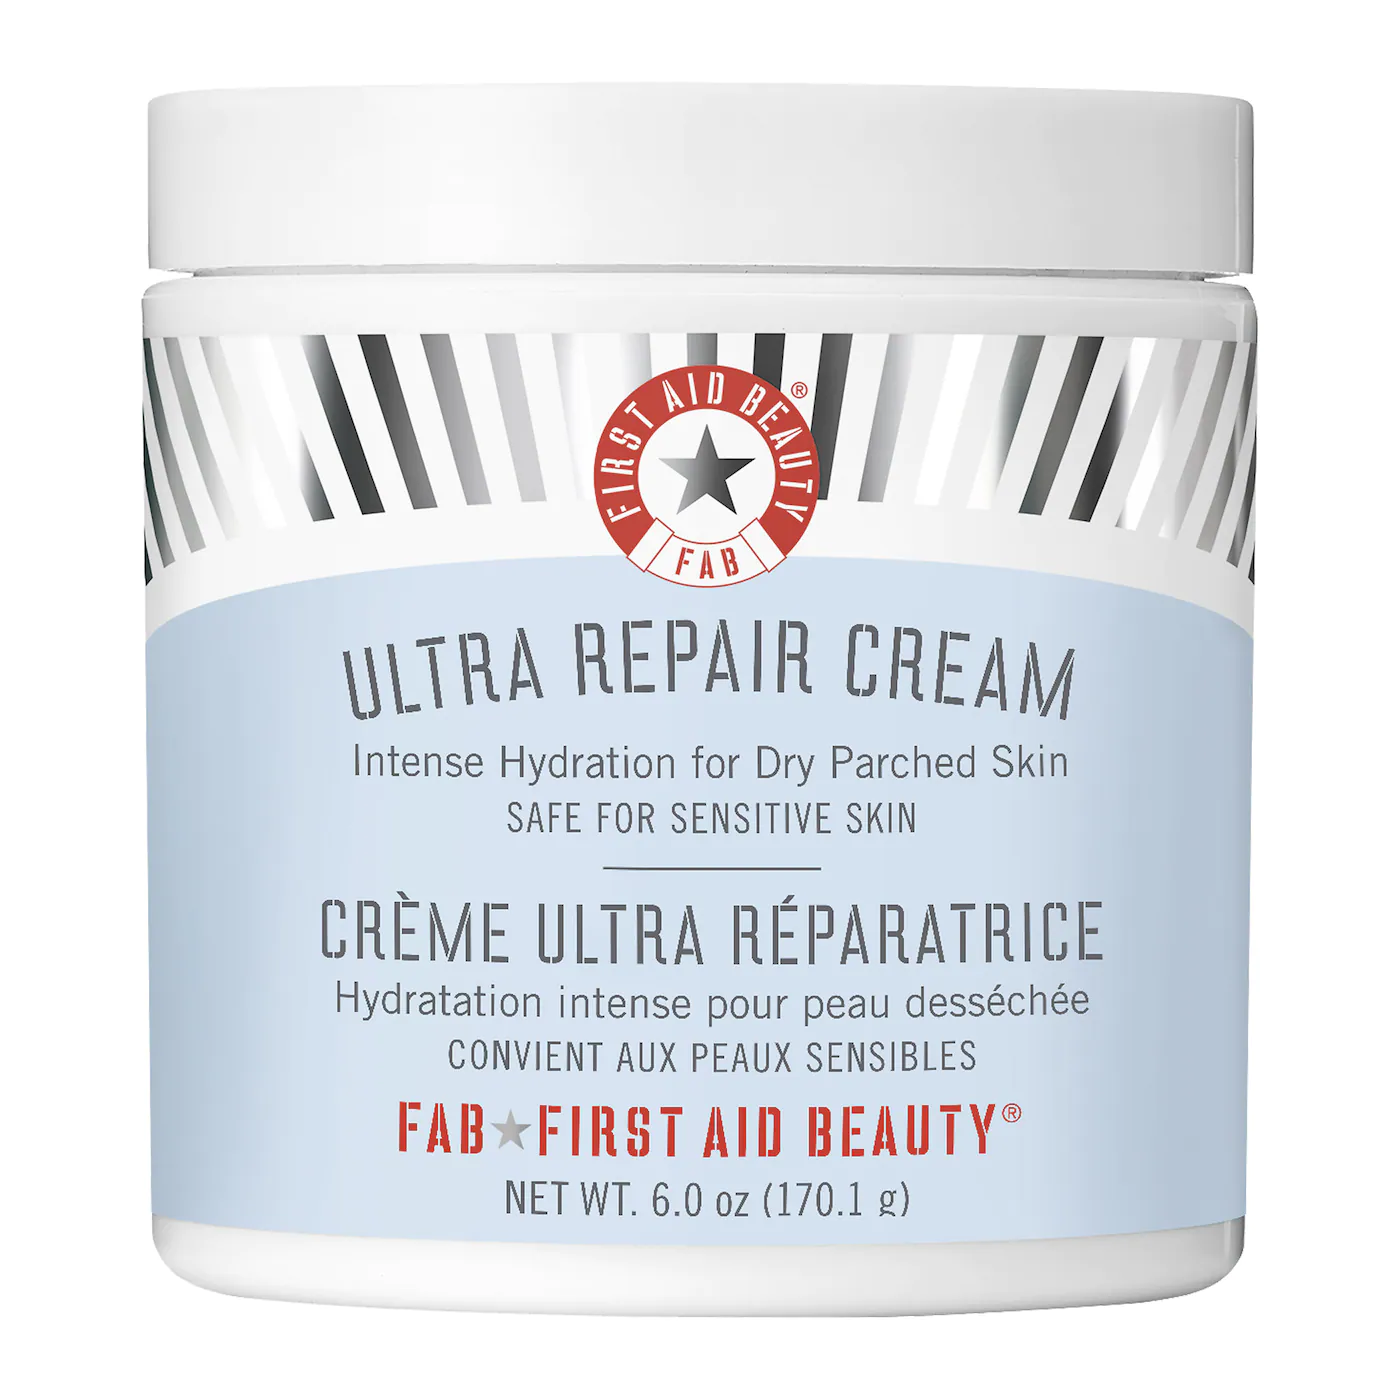 FIRST AID BEAUTY®
FAB
ULTRA REPAIR CREAM
Intense Hydration for Dry Parched Skin
SAFE FOR SENSITIVE SKIN
CRÈME ULTRA RÉPARATRICE
Hydratation intense pour peau desséchée
CONVIENT AUX PEAUX SENSIBLES
FAB★FIRST AID BEAUTY®
NET WT. 6.0 oz (170.1 g)